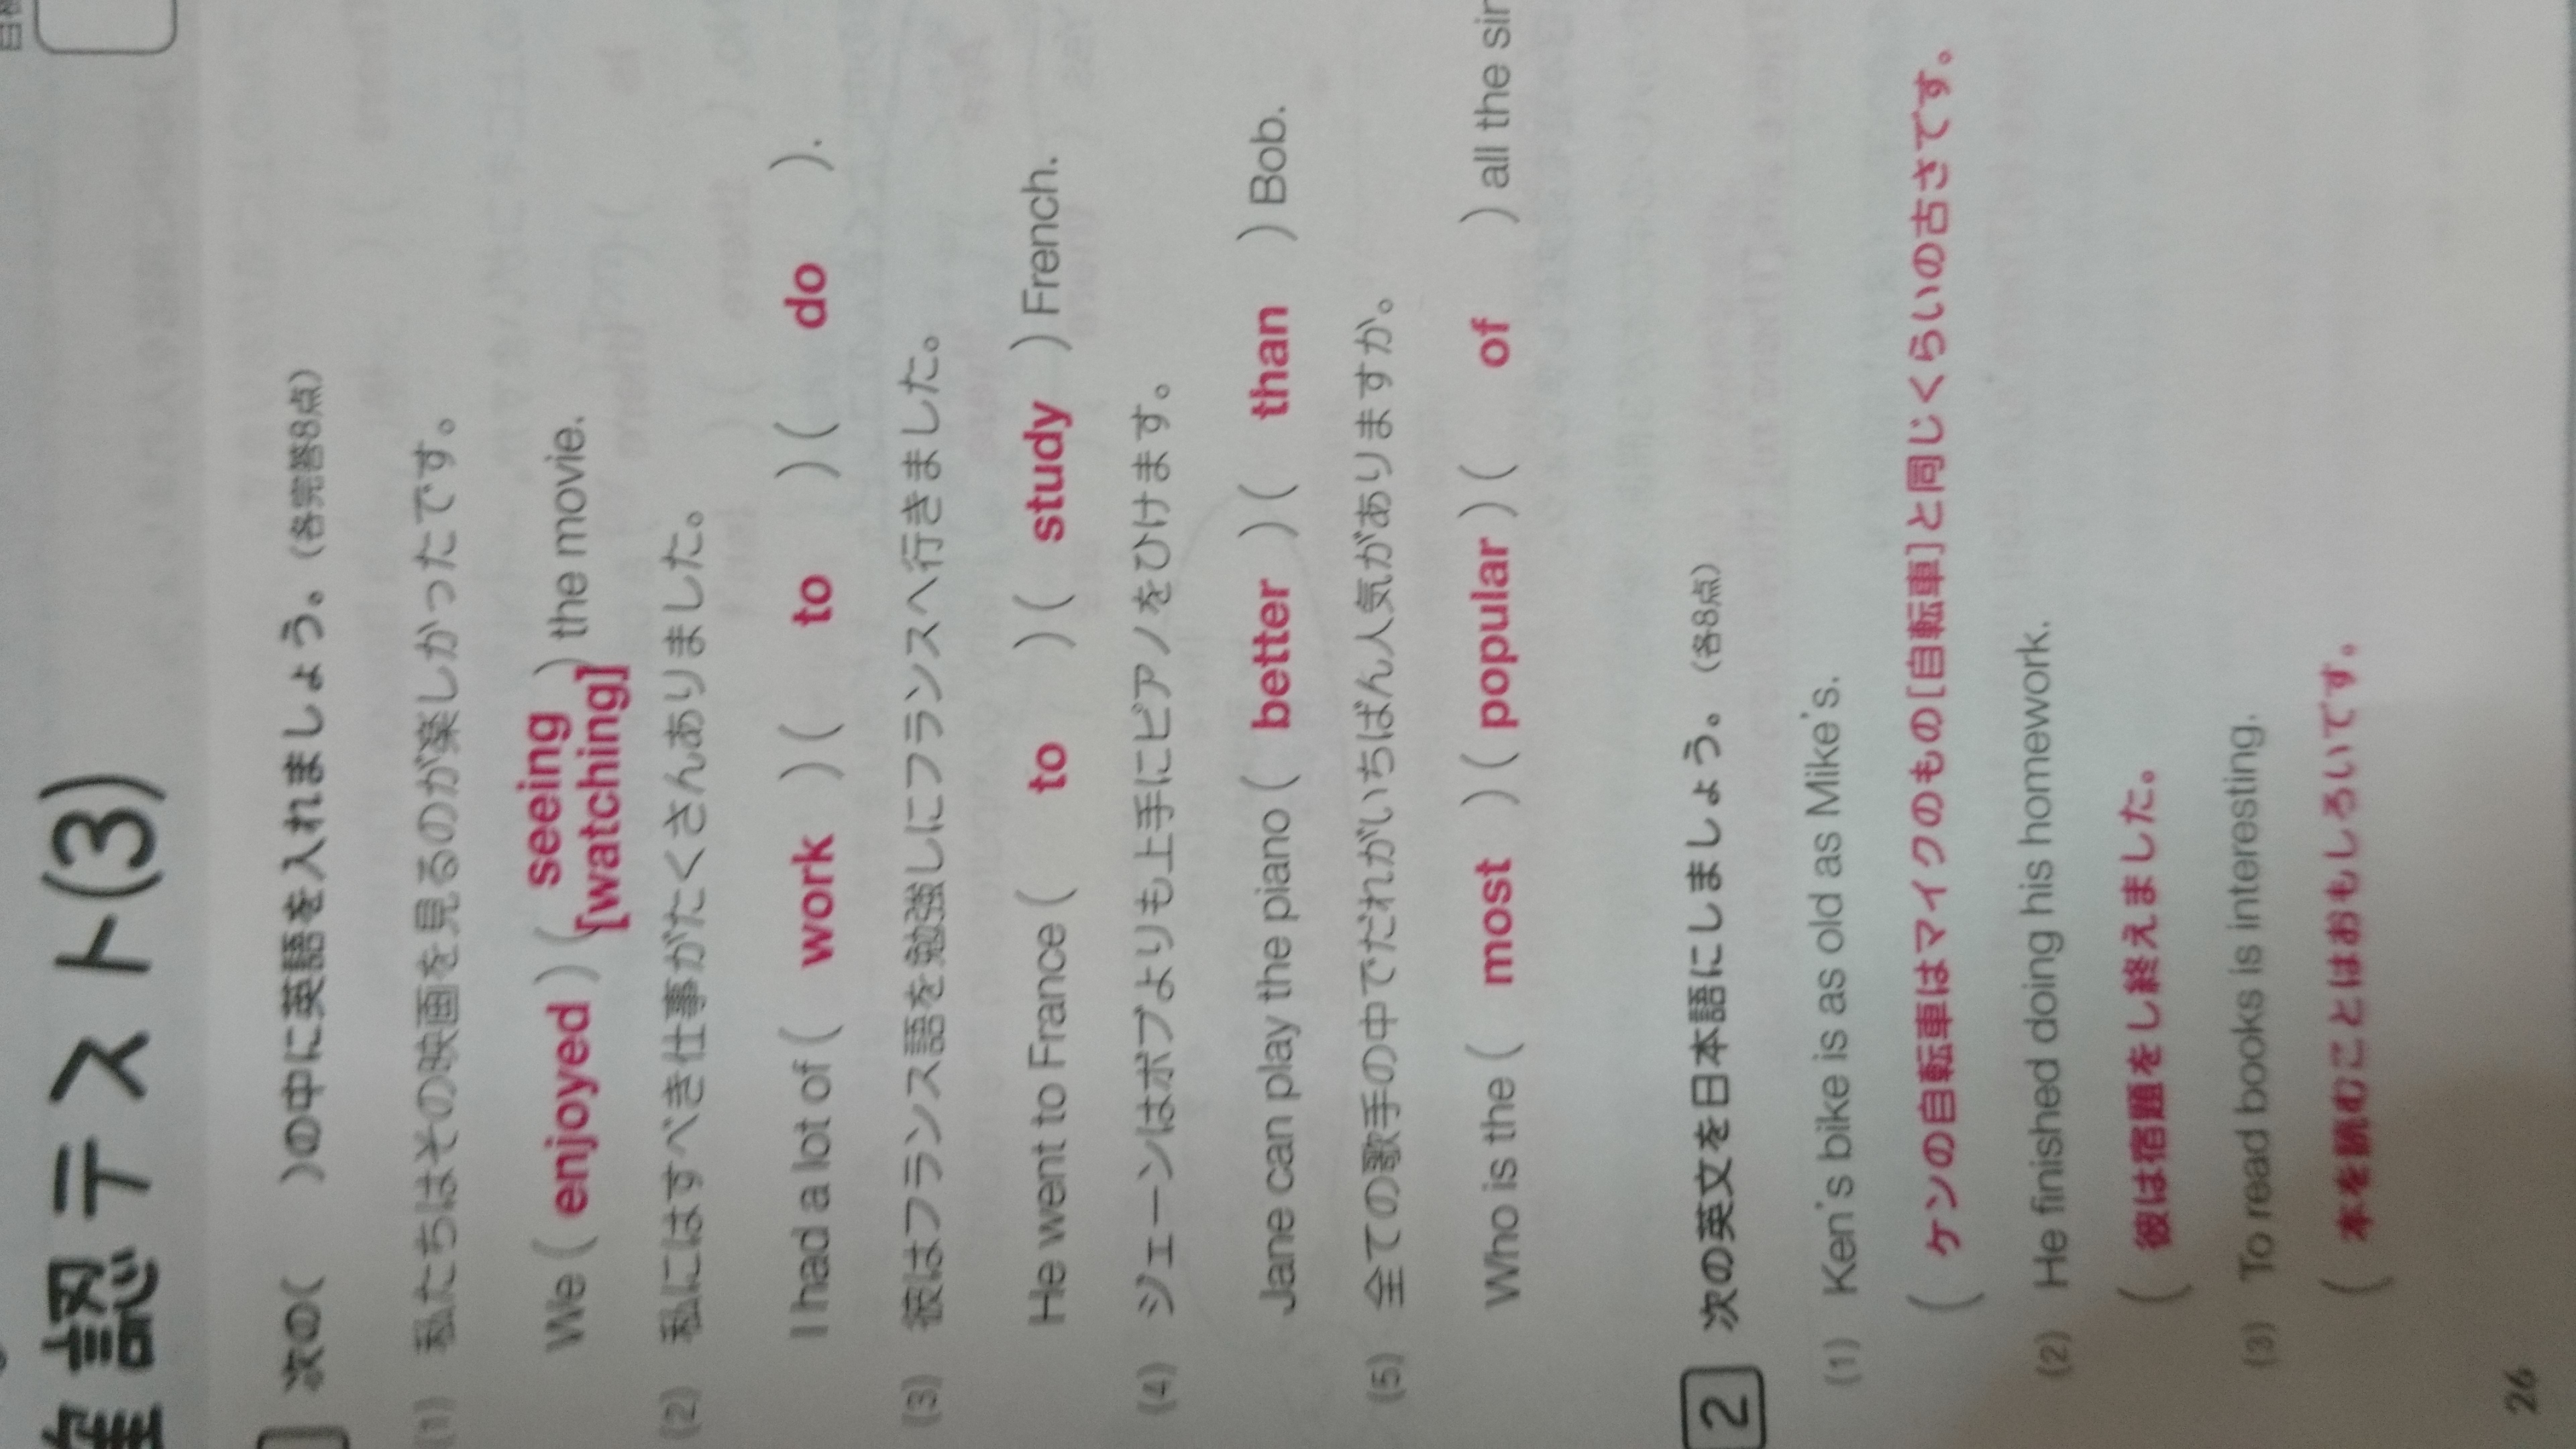 確認テスト(3)
次の(　　)の中に英語を入れましょう。(各完答8点)
(1) 私たちはその映画を見るのが楽しかったです。
We ( enjoyed ) ( seeing [watching] ) the movie.
(2) 私にはすべき仕事がたくさんありました。
I had a lot of ( work ) ( to ) ( do ).
(3) 彼はフランス語を勉強しにフランスへ行きました。
He went to France ( to ) ( study ) French.
(4) ジェーンはボブよりも上手にピアノをひけます。
Jane can play the piano ( better ) ( than ) Bob.
(5) 全ての歌手の中でだれがいちばん人気がありますか。
Who is the ( most ) ( popular ) ( of ) all the
2 次の英文を日本語にしましょう。(各8点)
(1) Ken's bike is as old as Mike's.
( ケンの自転車はマイクのもの[自転車]と同じくらいの古さです。
(2) He finished doing his homework.
( 彼は宿題をし終えました。
(3) To read books is interesting.
( 本を読むことはおもしろいです。
26